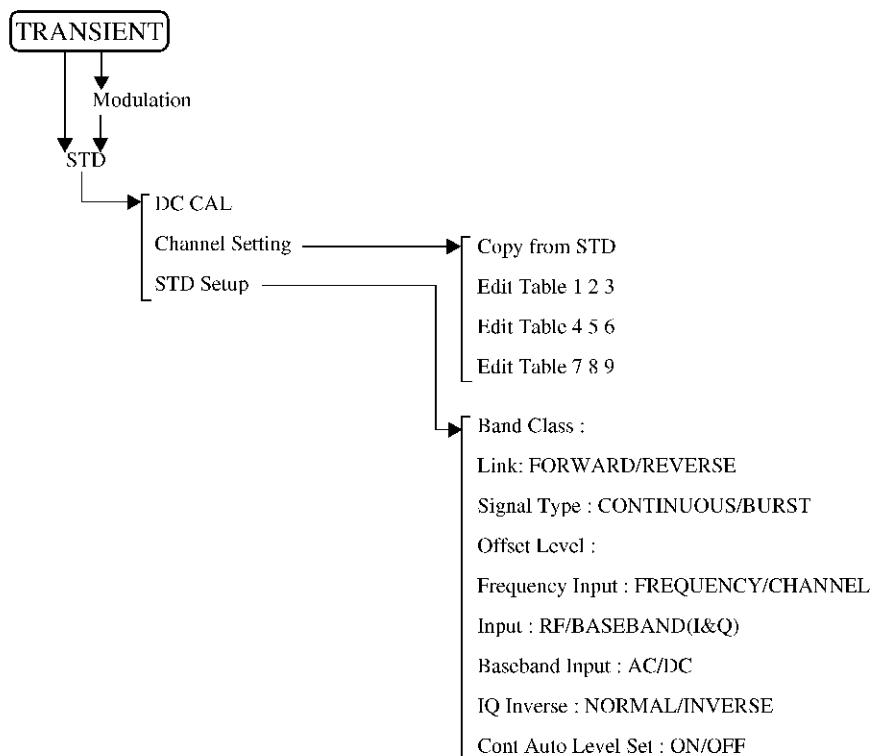 TRANSIENT
Modulation
STD
DC CAL
Channel Setting
STD Setup
Copy from STD
Edit Table 1 2 3
Edit Table 4 5 6
Edit Table 7 8 9
Band Class :
Link: FORWARD/REVERSE
Signal Type : CONTINUOUS/BURST
Offset Level :
Frequency Input : FREQUENCY/CHANNEL
Input : RF/BASEBAND(I&Q)
Baseband Input : AC/DC
IQ Inverse : NORMAL/INVERSE
Cont Auto Level Set : ON/OFF